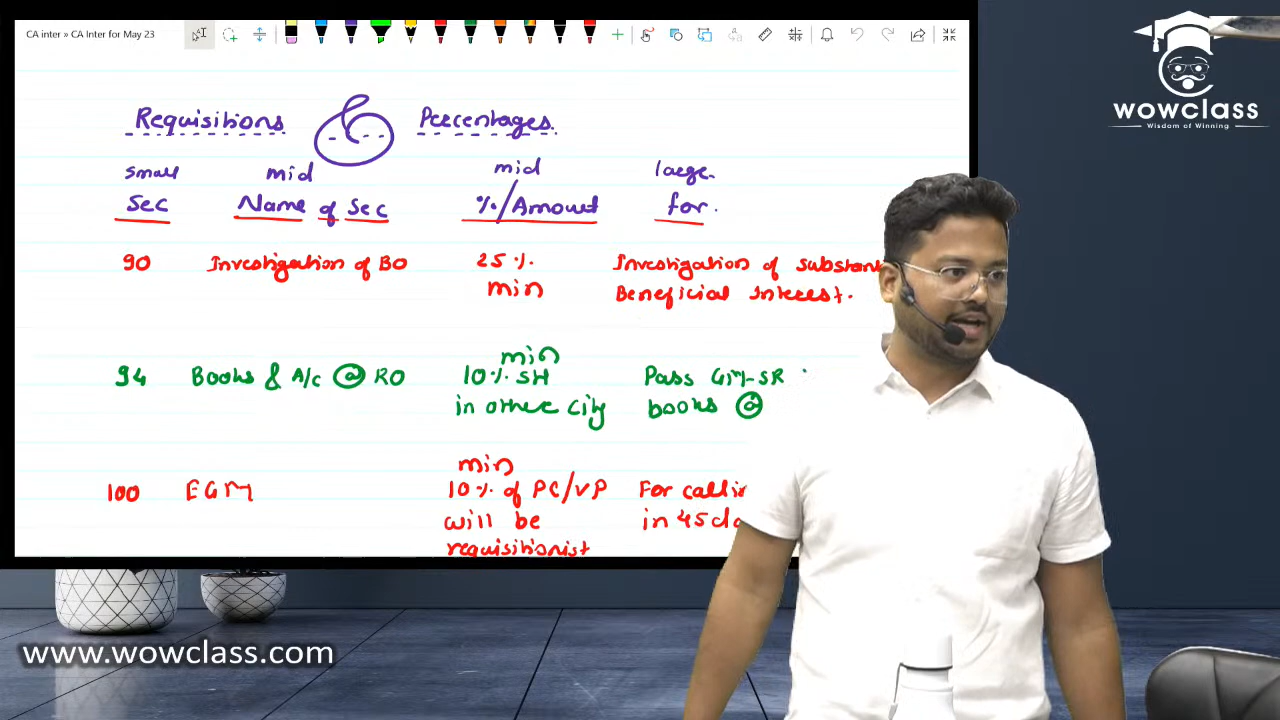 CA inter » CA Inter for May 23
Requisitions & Percentages.
small mid mid large.
Sec Name of Sec %/Amount for.
90 Investigation of BO 25% Investigation of
min Beneficial Interest.
min
94 Books & A/c @ RO 10% SH Pass GM-SR
in other city books @
min
100 EGM 10% of PC/VP For
will be in 45
requisitionist
wowclass
Wisdom of Winning
www.wowclass.com